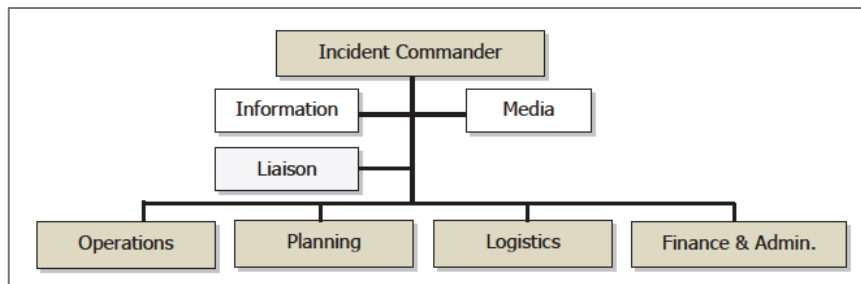 Incident Commander
Information
Media
Liaison
Operations
Planning
Logistics
Finance & Admin.